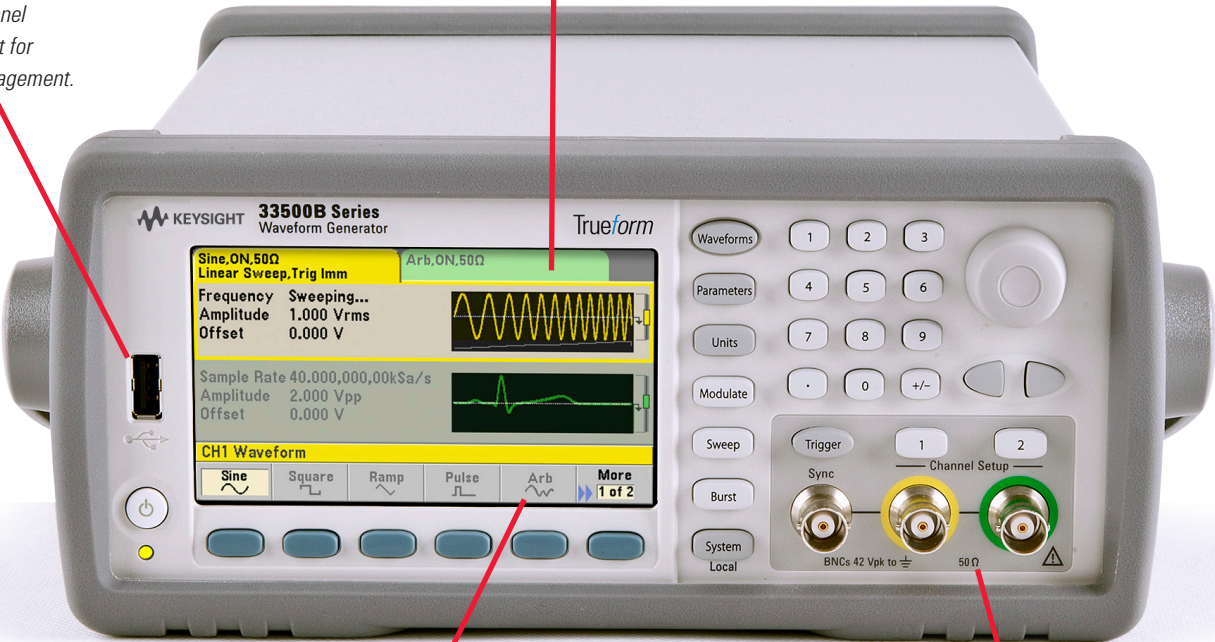 nel
t for
agement.
KEYSIGHT 33500B Series
Waveform Generator
Trueform
Sine,ON,50Ω
Linear Sweep,Trig Imm
Arb,ON,50Ω
Frequency Sweeping...
Amplitude 1.000 Vrms
Offset 0.000 V
Sample Rate 40.000,000,00kSa/s
Amplitude 2.000 Vpp
Offset 0.000 V
CH1 Waveform
Sine Square Ramp Pulse Arb More
1 of 2
Waveforms
Parameters
Units
Modulate
Sweep
Burst
System
Local
1 2 3
4 5 6
7 8 9
. 0 +/−
Trigger 1 2
Channel Setup
Sync
BNCs 42 Vpk to 50 Ω